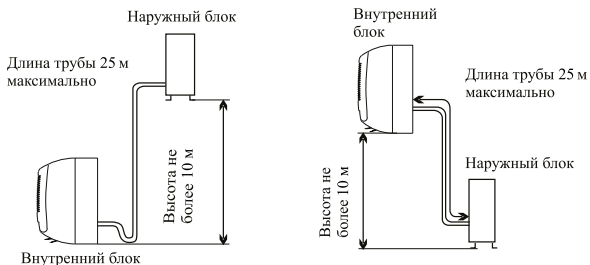 Наружный блок
Длина трубы 25 м
максимально
Высота не
более 10 м
Внутренний блок
Внутренний
блок
Длина трубы 25 м
максимально
Наружный блок
Высота не
более 10 м